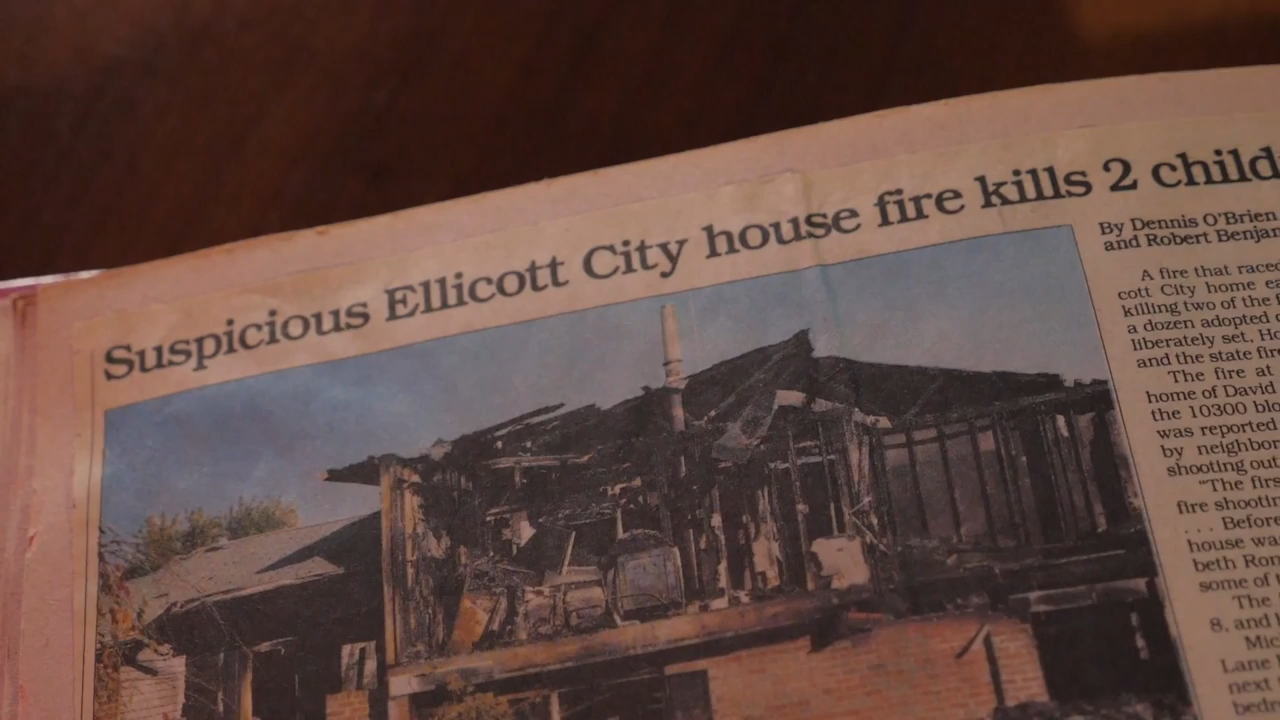 Suspicious Ellicott City house fire kills 2 child
By Dennis O'Brien
and Robert Benjam
A fire that raced
cott City home ea
killing two of the
a dozen adopted
liberately set, Ho
and the state fire
The fire at
home of David
the 10300 blo
was reported
by neighbor
shooting out
"The firs
fire shootin
. . . Before
house wa
beth Ron
some of
The
8, and
Mic
Lane
next
bedr